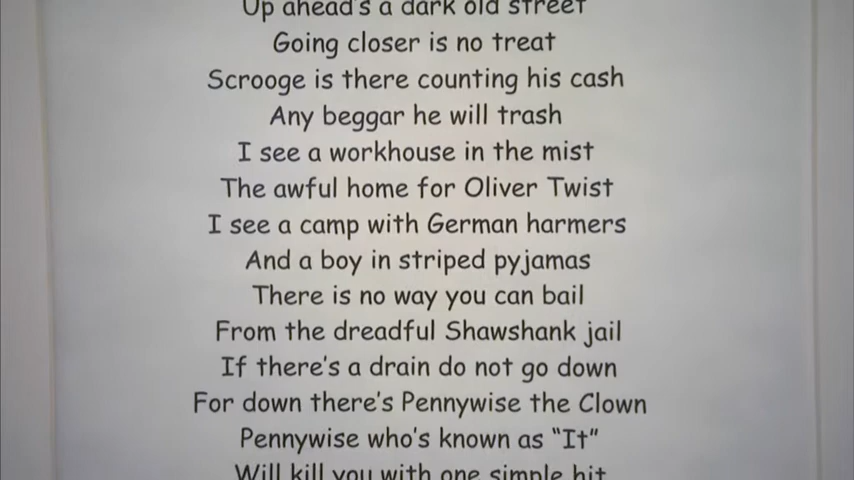 Up ahead's a dark old street
Going closer is no treat
Scrooge is there counting his cash
Any beggar he will trash
I see a workhouse in the mist
The awful home for Oliver Twist
I see a camp with German harmers
And a boy in striped pyjamas
There is no way you can bail
From the dreadful Shawshank jail
If there's a drain do not go down
For down there's Pennywise the Clown
Pennywise who's known as “It”
Will kill you with one simple hit